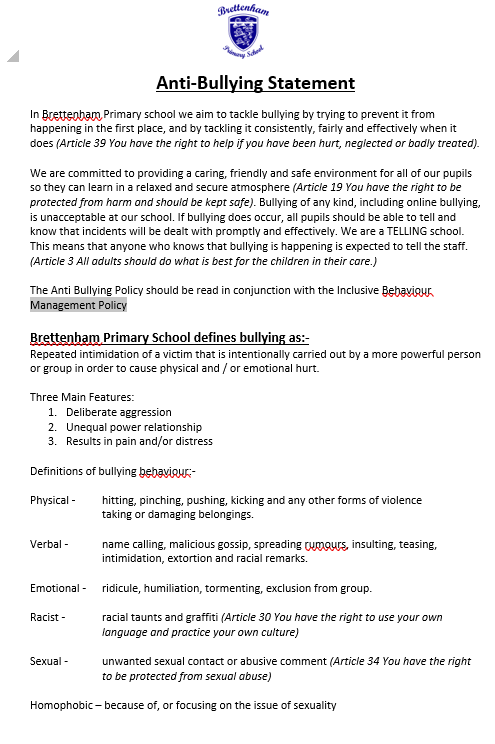 Brettenham
Primary School
Anti-Bullying Statement
In Brettenham Primary school we aim to tackle bullying by trying to prevent it from
happening in the first place, and by tackling it consistently, fairly and effectively when it
does (Article 39 You have the right to help if you have been hurt, neglected or badly treated).
We are committed to providing a caring, friendly and safe environment for all of our pupils
so they can learn in a relaxed and secure atmosphere (Article 19 You have the right to be
protected from harm and should be kept safe). Bullying of any kind, including online bullying,
is unacceptable at our school. If bullying does occur, all pupils should be able to tell and
know that incidents will be dealt with promptly and effectively. We are a TELLING school.
This means that anyone who knows that bullying is happening is expected to tell the staff.
(Article 3 All adults should do what is best for the children in their care.)
The Anti Bullying Policy should be read in conjunction with the Inclusive Behaviour
Management Policy
Brettenham Primary School defines bullying as:-
Repeated intimidation of a victim that is intentionally carried out by a more powerful person
or group in order to cause physical and / or emotional hurt.
Three Main Features:
1. Deliberate aggression
2. Unequal power relationship
3. Results in pain and/or distress
Definitions of bullying behaviour:-
Physical - hitting, pinching, pushing, kicking and any other forms of violence
taking or damaging belongings.
Verbal - name calling, malicious gossip, spreading rumours, insulting, teasing,
intimidation, extortion and racial remarks.
Emotional - ridicule, humiliation, tormenting, exclusion from group.
Racist - racial taunts and graffiti (Article 30 You have the right to use your own
language and practice your own culture)
Sexual - unwanted sexual contact or abusive comment (Article 34 You have the right
to be protected from sexual abuse)
Homophobic – because of, or focusing on the issue of sexuality